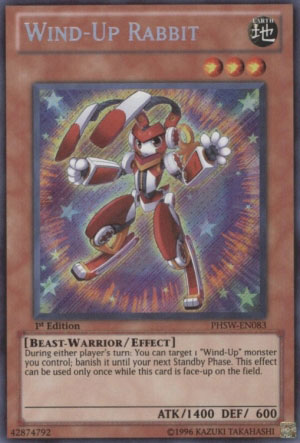 WIND-UP RABBIT
EARTH
地
1st Edition
PHSW-EN083
[BEAST-WARRIOR/EFFECT]
During either player's turn: You can target 1 "Wind-Up" monster
you control; banish it until your next Standby Phase. This effect
can be used only once while this card is face-up on the field.
ATK/1400 DEF/ 600
42874792
©1996 KAZUKI TAKAHASHI